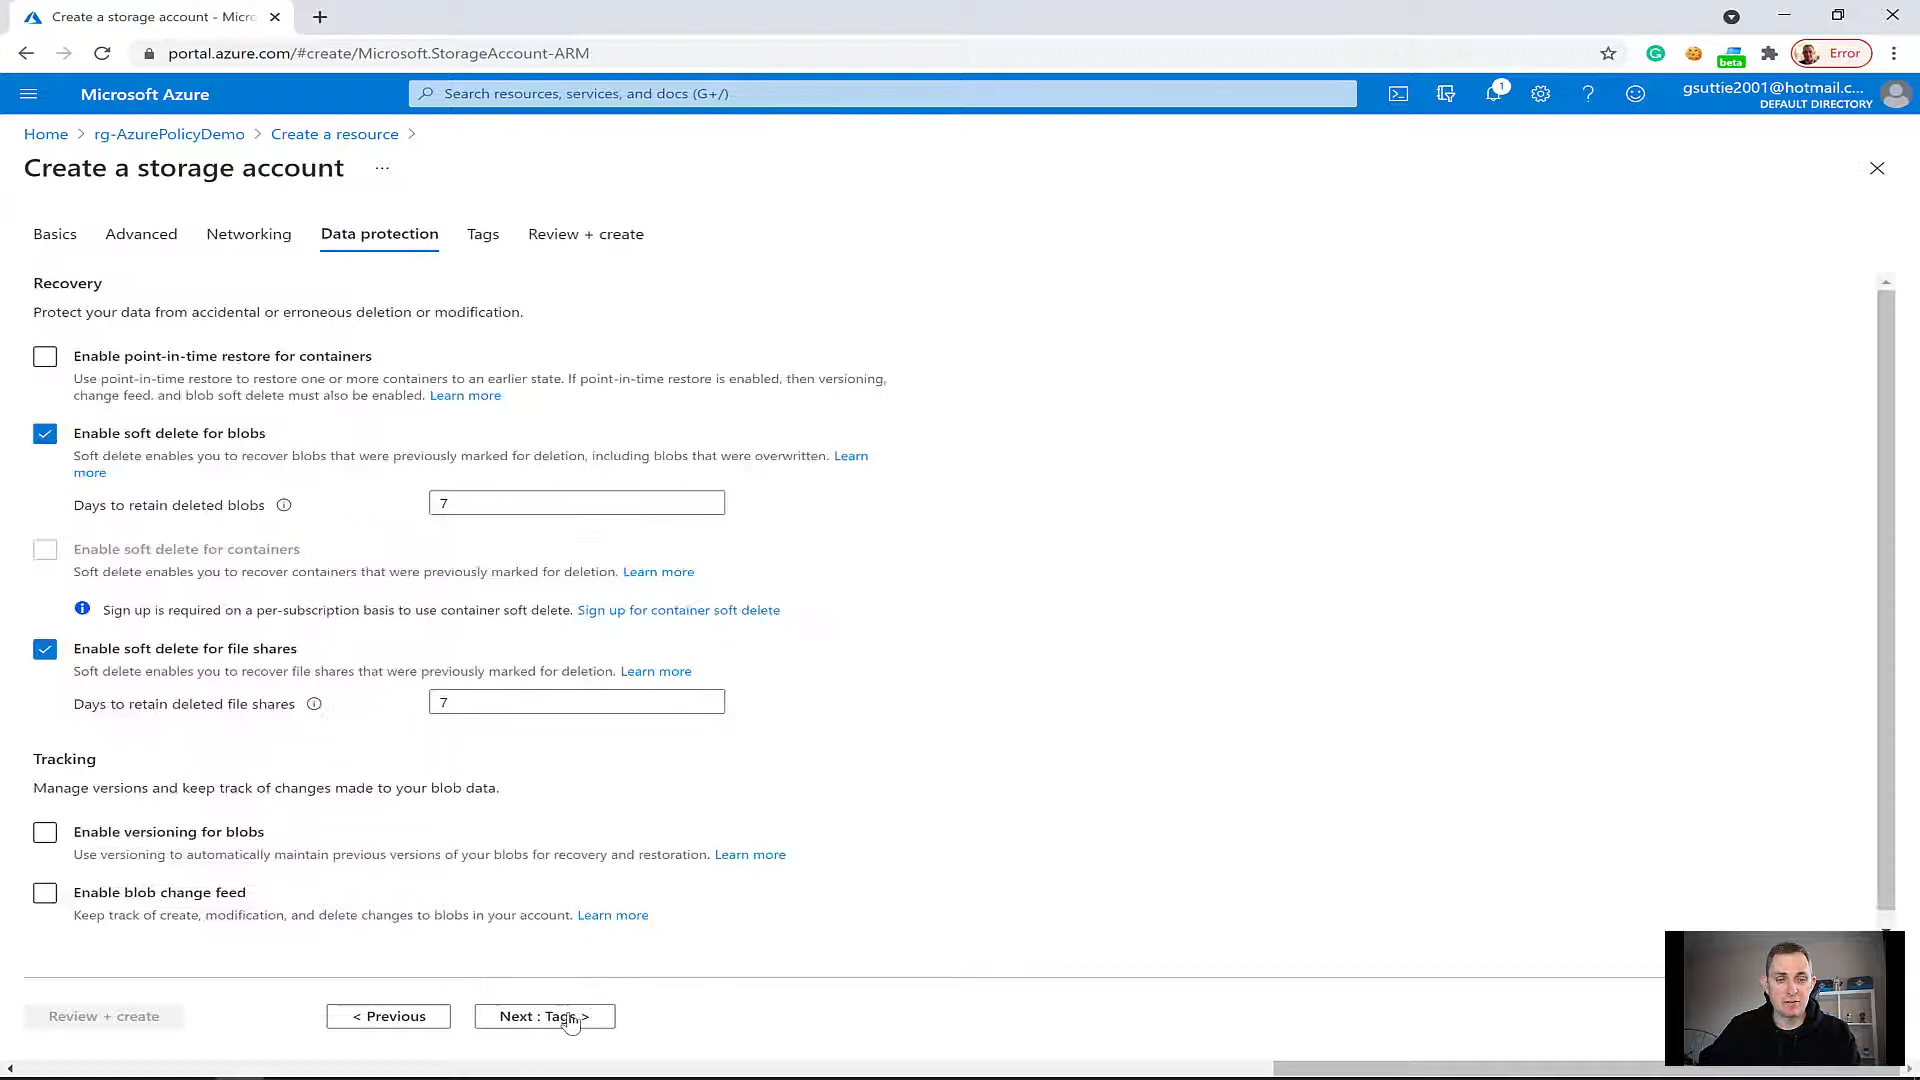 Create a storage account - Micro
portal.azure.com/#create/Microsoft.StorageAccount-ARM
beta
Error
Microsoft Azure
Search resources, services, and docs (G+/)
1
gsuttie2001@hotmail.c...
DEFAULT DIRECTORY
Home > rg-AzurePolicyDemo > Create a resource >
Create a storage account ...
Basics Advanced Networking Data protection Tags Review + create
Recovery
Protect your data from accidental or erroneous deletion or modification.
Enable point-in-time restore for containers
Use point-in-time restore to restore one or more containers to an earlier state. If point-in-time restore is enabled, then versioning,
change feed, and blob soft delete must also be enabled. Learn more
Enable soft delete for blobs
Soft delete enables you to recover blobs that were previously marked for deletion, including blobs that were overwritten. Learn
more
Days to retain deleted blobs 7
Enable soft delete for containers
Soft delete enables you to recover containers that were previously marked for deletion. Learn more
Sign up is required on a per-subscription basis to use container soft delete. Sign up for container soft delete
Enable soft delete for file shares
Soft delete enables you to recover file shares that were previously marked for deletion. Learn more
Days to retain deleted file shares 7
Tracking
Manage versions and keep track of changes made to your blob data.
Enable versioning for blobs
Use versioning to automatically maintain previous versions of your blobs for recovery and restoration. Learn more
Enable blob change feed
Keep track of create, modification, and delete changes to blobs in your account. Learn more
Review + create < Previous Next : Tags >